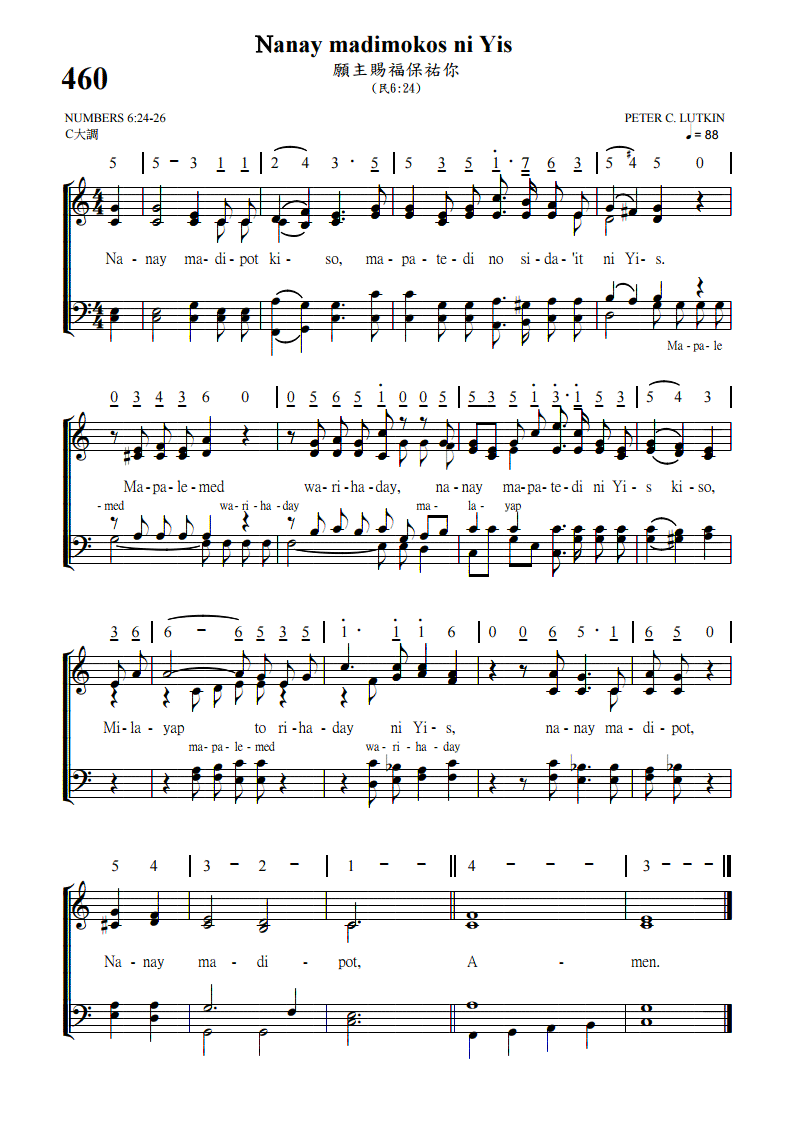 Nanay madimokos ni Yis
願主賜福保祐你
(民6:24)
460
NUMBERS 6:24-26
PETER C. LUTKIN
C大調
♩ = 88
5 | 5 - 3 1 1 | 2 4 3 · 5 | 5 3 5 1 · 7 6 3 | 5 #4 5 0 |
Na - nay ma - di - pot ki - so, ma - pa - te - di no si - da - 'it ni Yi - s.
Ma - pa - le
0 3 4 3 6 0 | 0 5 6 5 1 0 0 5 | 5 3 5 1 · 3 · 1 5 3 | 5 4 3 |
Ma - pa - le - med wa - ri - ha - day, na - nay ma - pa - te - di ni Yi - s ki - so,
- med wa - ri - ha - day ma - la - yap
3 6 | 6 - 6 5 3 5 | 1 · 1 1 6 | 0 0 6 5 · 1 | 6 5 0 |
Mi - la - yap to ri - ha - day ni Yi - s, na - nay ma - di - pot,
ma - pa - le - med wa - ri - ha - day
5 4 | 3 - 2 - | 1 - - || 4 - - - | 3 - - - ||
Na - nay ma - di - pot, A - men.